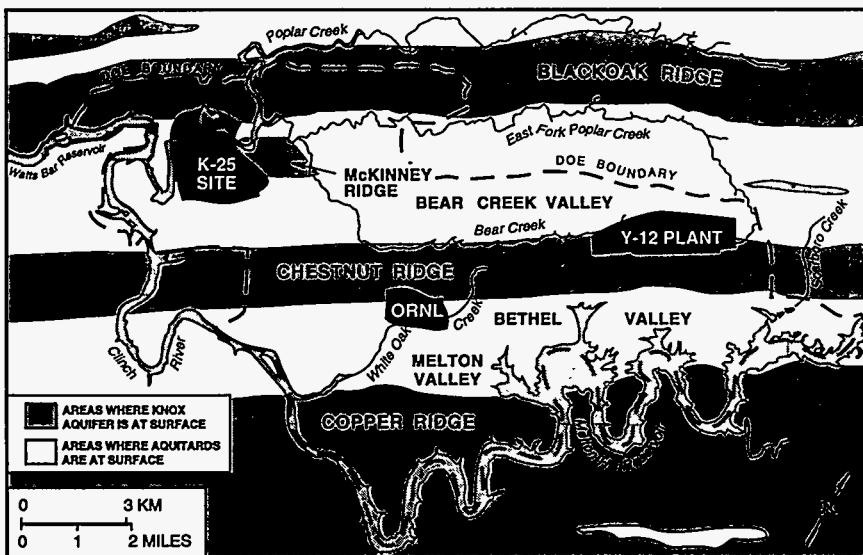 Poplar Creek
DOE BOUNDARY
BLACKOAK RIDGE
East Fork Poplar Creek
Watts Bar Reservoir
K-25
SITE
McKINNEY
RIDGE
DOE BOUNDARY
BEAR CREEK VALLEY
Bear Creek
Y-12 PLANT
Scarboro Creek
CHESTNUT RIDGE
ORNL
Creek
BETHEL VALLEY
Clinch
River
White Oak
MELTON
VALLEY
COPPER RIDGE
AREAS WHERE KNOX
AQUIFER IS AT SURFACE
AREAS WHERE AQUITARDS
ARE AT SURFACE
0 3 KM
0 1 2 MILES